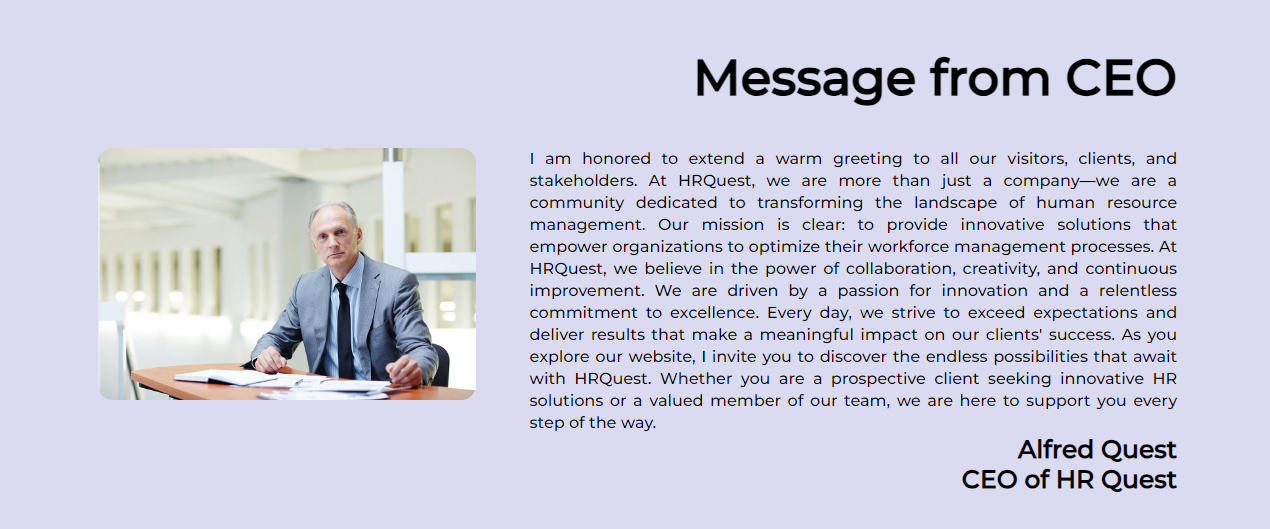 Message from CEO
I am honored to extend a warm greeting to all our visitors, clients, and
stakeholders. At HRQuest, we are more than just a company—we are a
community dedicated to transforming the landscape of human resource
management. Our mission is clear: to provide innovative solutions that
empower organizations to optimize their workforce management processes. At
HRQuest, we believe in the power of collaboration, creativity, and continuous
improvement. We are driven by a passion for innovation and a relentless
commitment to excellence. Every day, we strive to exceed expectations and
deliver results that make a meaningful impact on our clients' success. As you
explore our website, I invite you to discover the endless possibilities that await
with HRQuest. Whether you are a prospective client seeking innovative HR
solutions or a valued member of our team, we are here to support you every
step of the way.
Alfred Quest
CEO of HR Quest